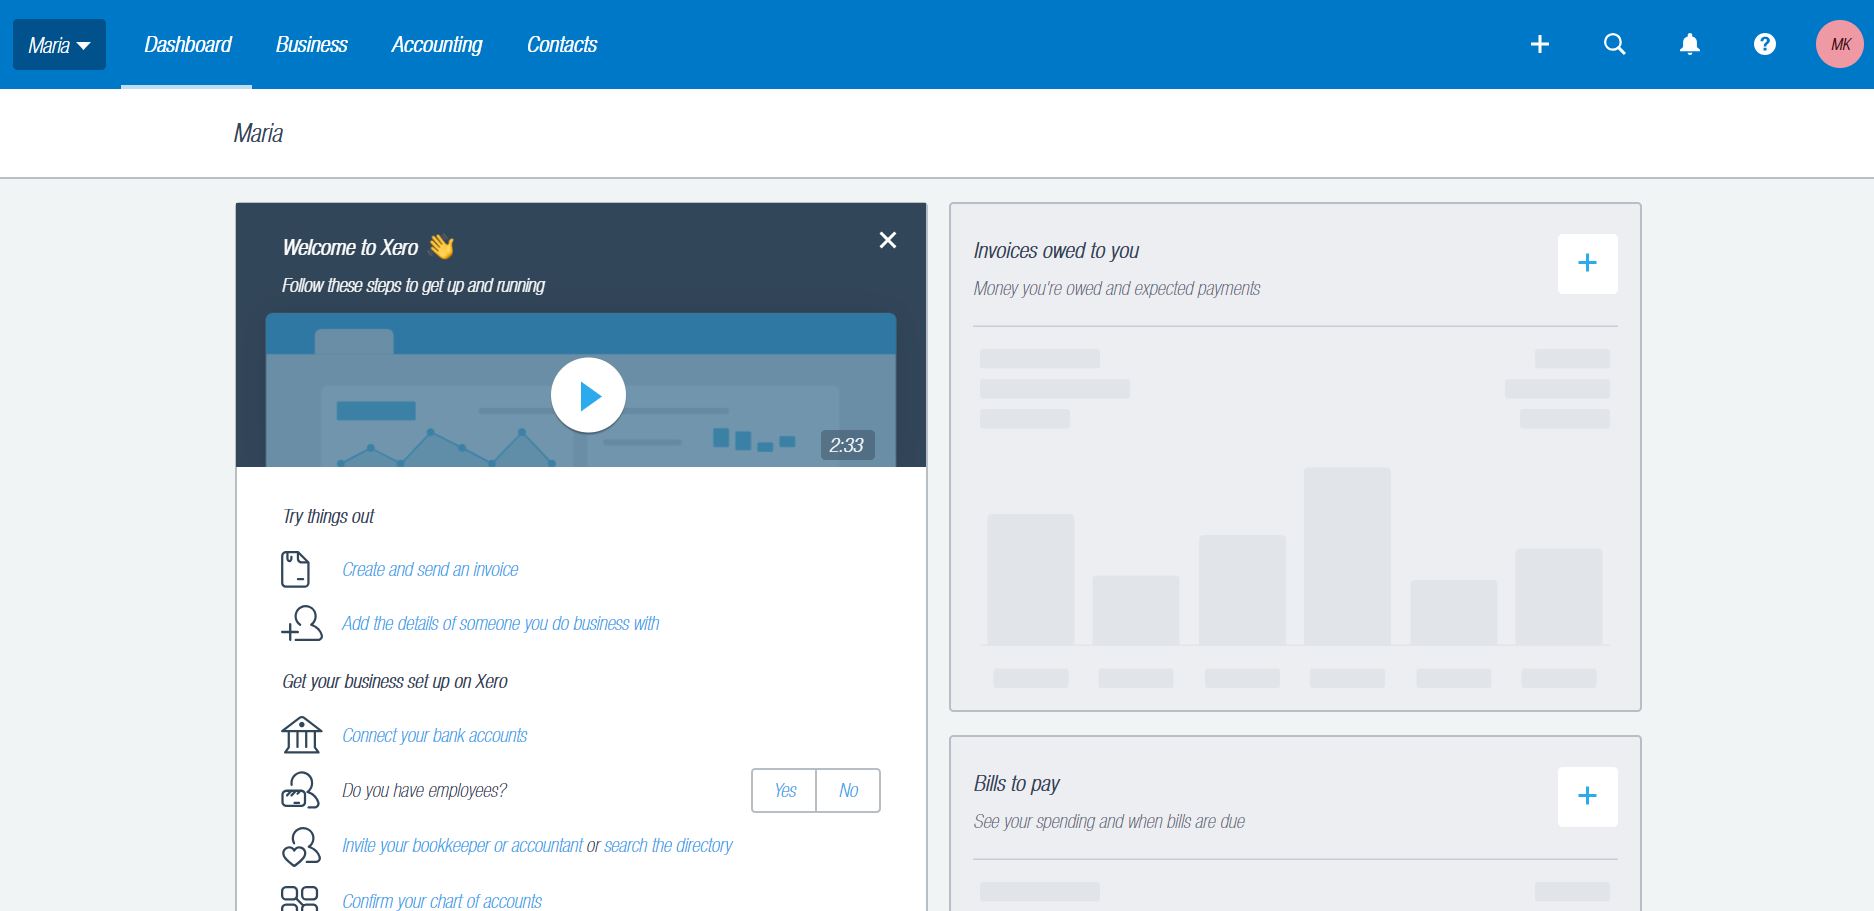 Maria
Dashboard
Business
Accounting
Contacts
?
MK
Maria
Welcome to Xero 👋
Follow these steps to get up and running
2:33
Try things out
Create and send an invoice
Add the details of someone you do business with
Get your business set up on Xero
Connect your bank accounts
Do you have employees?
Yes
No
Invite your bookkeeper or accountant or search the directory
Confirm your chart of accounts
Invoices owed to you
Money you're owed and expected payments
Bills to pay
See your spending and when bills are due